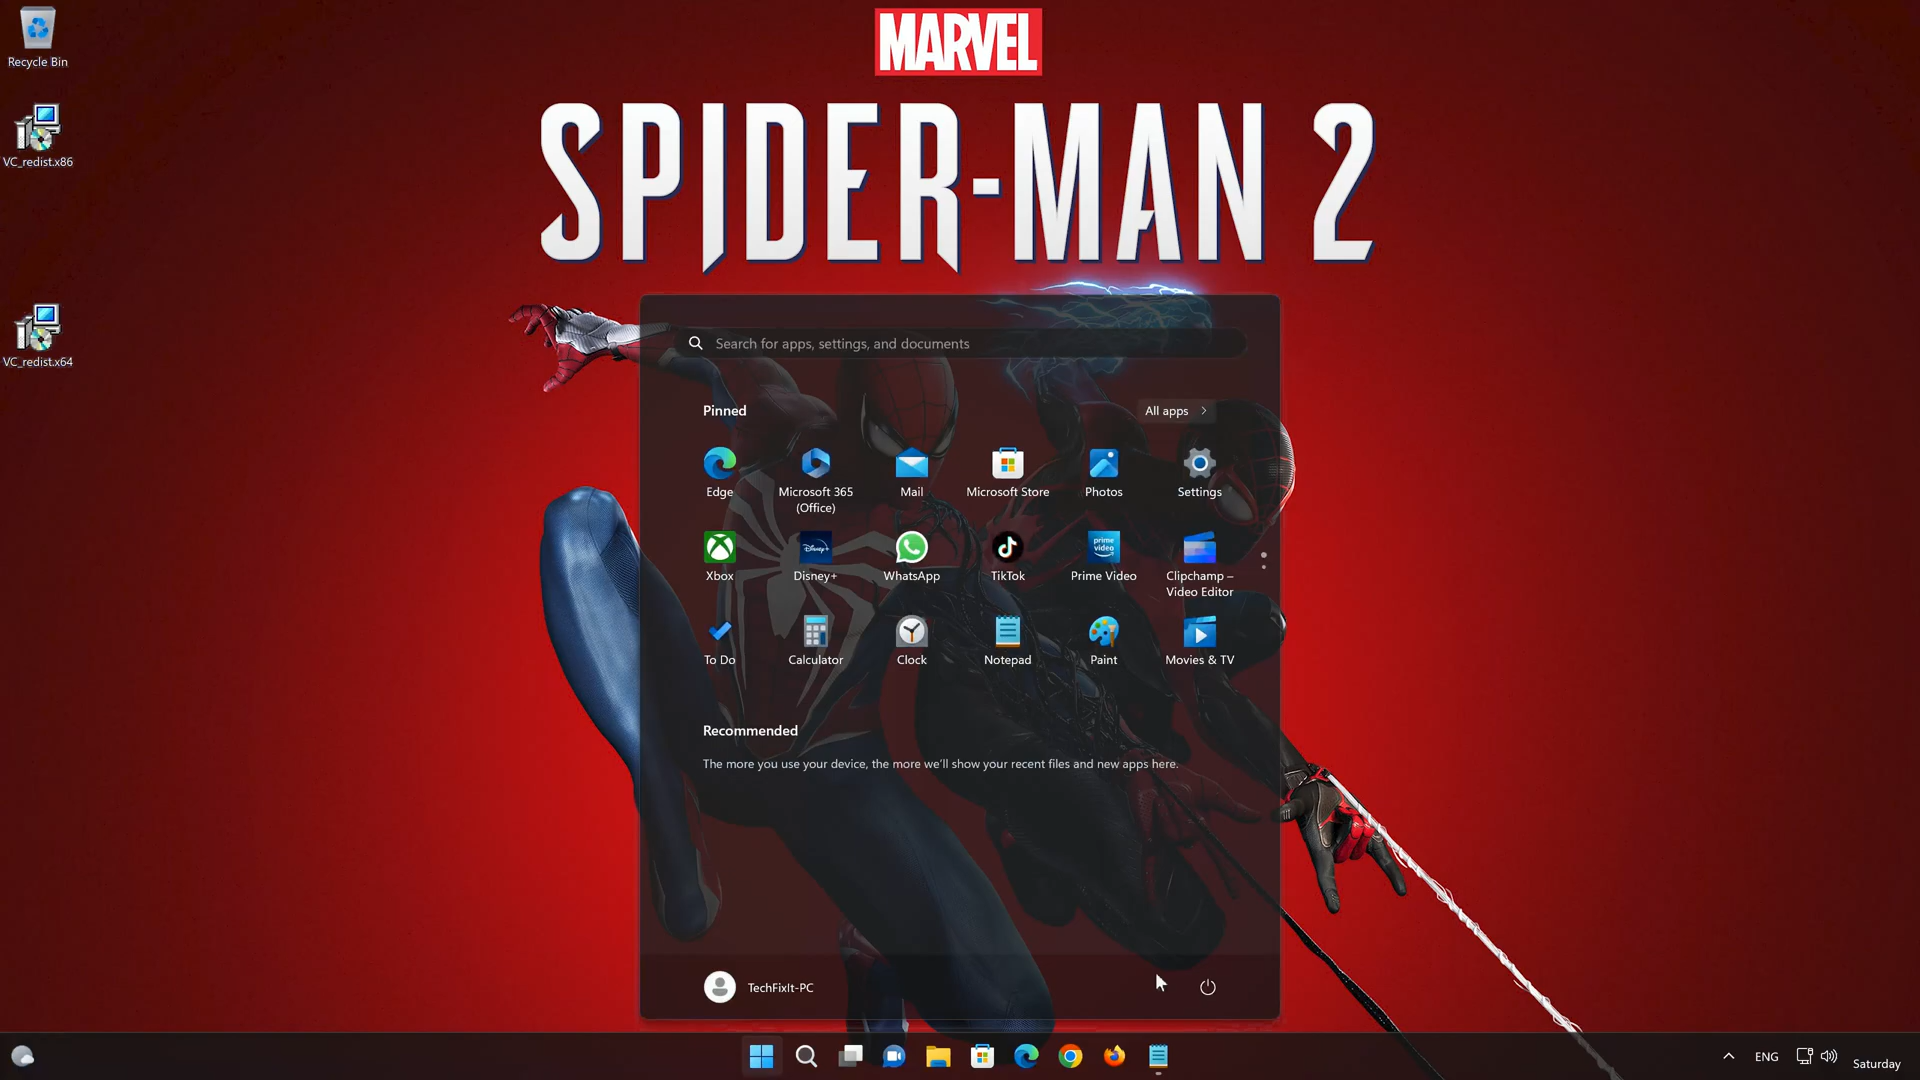 Recycle Bin
VC_redist.x86
VC_redist.x64
MARVEL
SPIDER-MAN 2
Search for apps, settings, and documents
Pinned
All apps
Edge
Microsoft 365
(Office)
Mail
Microsoft Store
Photos
Settings
Xbox
Disney+
Disney+
WhatsApp
TikTok
prime
video
Prime Video
Clipchamp –
Video Editor
To Do
Calculator
Clock
Notepad
Paint
Movies & TV
Recommended
The more you use your device, the more we'll show your recent files and new apps here.
TechFixIt-PC
ENG
Saturday